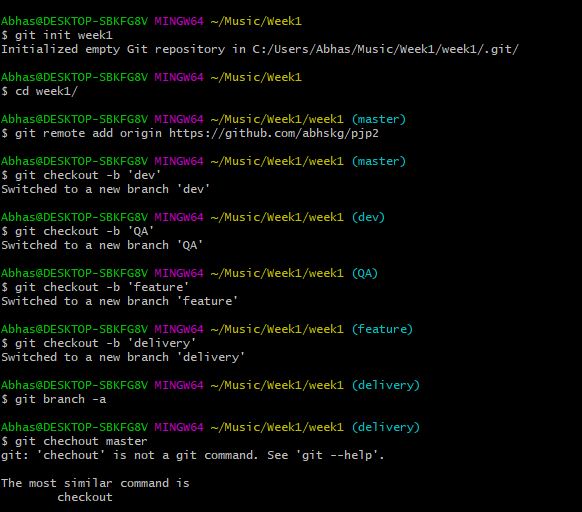 Abhas@DESKTOP-SBKFG8V MINGW64 ~/Music/Week1
$ git init week1
Initialized empty Git repository in C:/Users/Abhas/Music/Week1/week1/.git/
Abhas@DESKTOP-SBKFG8V MINGW64 ~/Music/Week1
$ cd week1/
Abhas@DESKTOP-SBKFG8V MINGW64 ~/Music/Week1/week1 (master)
$ git remote add origin https://github.com/abhskg/pjp2
Abhas@DESKTOP-SBKFG8V MINGW64 ~/Music/Week1/week1 (master)
$ git checkout -b 'dev'
Switched to a new branch 'dev'
Abhas@DESKTOP-SBKFG8V MINGW64 ~/Music/Week1/week1 (dev)
$ git checkout -b 'QA'
Switched to a new branch 'QA'
Abhas@DESKTOP-SBKFG8V MINGW64 ~/Music/Week1/week1 (QA)
$ git checkout -b 'feature'
Switched to a new branch 'feature'
Abhas@DESKTOP-SBKFG8V MINGW64 ~/Music/Week1/week1 (feature)
$ git checkout -b 'delivery'
Switched to a new branch 'delivery'
Abhas@DESKTOP-SBKFG8V MINGW64 ~/Music/Week1/week1 (delivery)
$ git branch -a
Abhas@DESKTOP-SBKFG8V MINGW64 ~/Music/Week1/week1 (delivery)
$ git chechout master
git: 'chechout' is not a git command. See 'git --help'.
The most similar command is
checkout